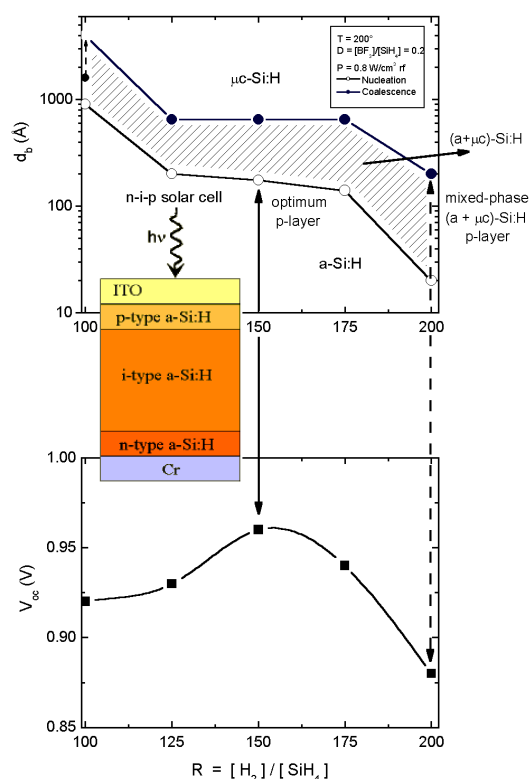 T = 200°
D = [BF₃]/[SiH₄] = 0.2
P = 0.8 W/cm² rf
Nucleation
Coalescence
μc-Si:H
1000
(a+μc)-Si:H
d_b (Å)
100
n-i-p solar cell
optimum
p-layer
mixed-phase
(a + μc)-Si:H
p-layer
hν
a-Si:H
10
100 150 175 200
ITO
p-type a-Si:H
i-type a-Si:H
n-type a-Si:H
Cr
1.00
0.95
V_oc (V)
0.90
0.85
100 125 150 175 200
R = [ H₂ ] / [ SiH₄ ]